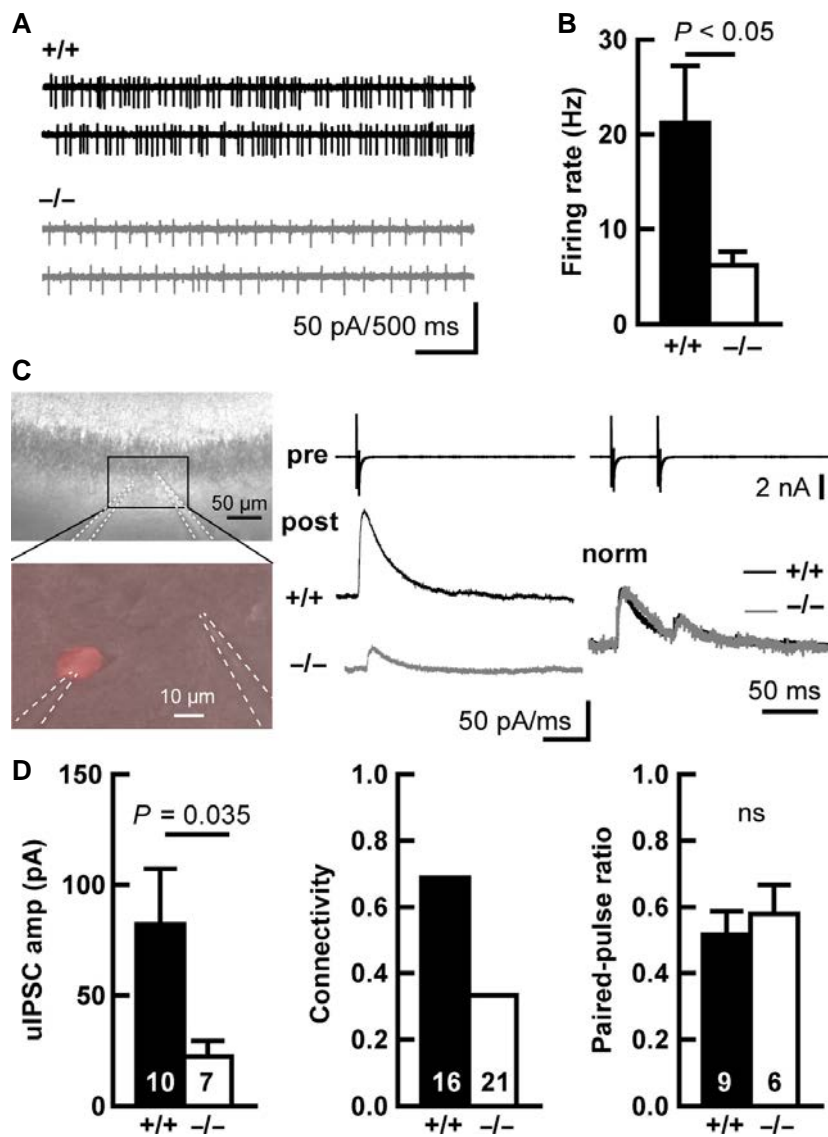 A
+/+
–/–
50 pA/500 ms
B
P < 0.05
30
20
10
0
Firing rate (Hz)
+/+ –/–
C
50 µm
10 µm
pre
post
+/+
–/–
50 pA/ms
2 nA
norm
+/+
–/–
50 ms
D
150
100
50
0
uIPSC amp (pA)
P = 0.035
10 7
+/+ –/–
1.0
0.8
0.6
0.4
0.2
0.0
Connectivity
16 21
+/+ –/–
1.0
0.8
0.6
0.4
0.2
0.0
Paired-pulse ratio
ns
9 6
+/+ –/–